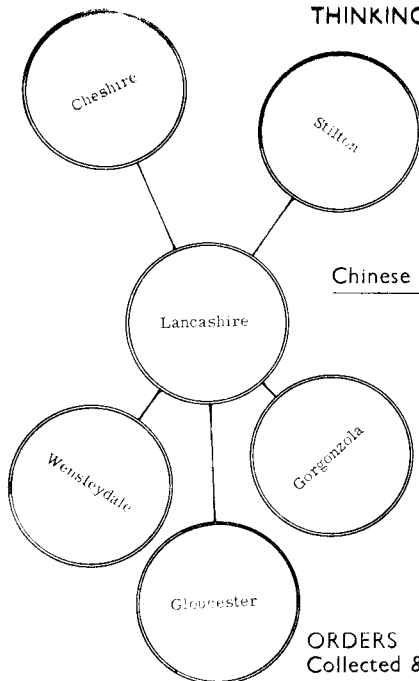 THINKING
Cheshire
Stilton
Chinese
Lancashire
Wensleydale
Gorgonzola
Gloucester
ORDERS
Collected &